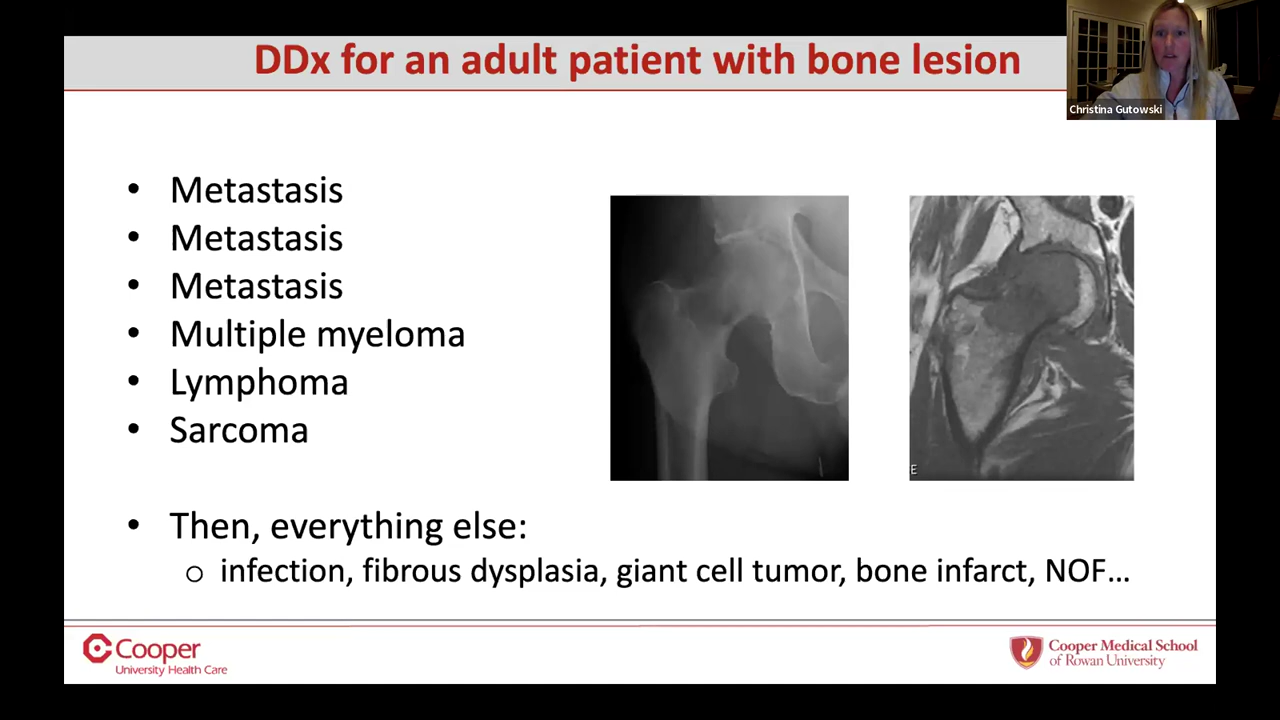 DDx for an adult patient with bone lesion
Christina Gutowski
• Metastasis
• Metastasis
• Metastasis
• Multiple myeloma
• Lymphoma
• Sarcoma
E
• Then, everything else:
o infection, fibrous dysplasia, giant cell tumor, bone infarct, NOF…
Cooper
University Health Care
Cooper Medical School
of Rowan University